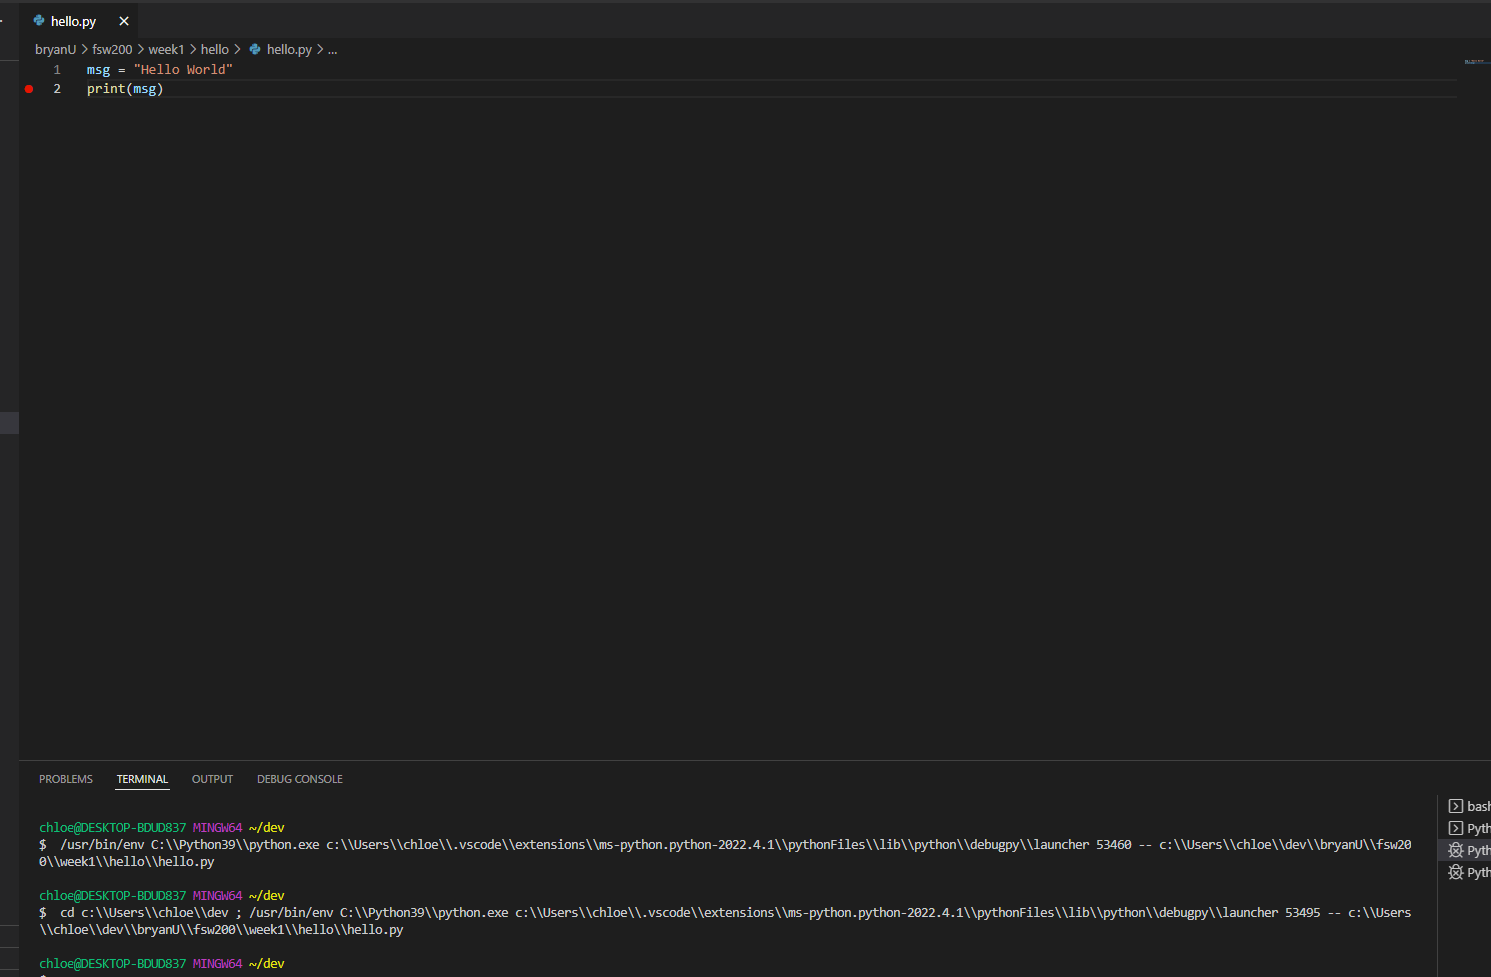 hello.py
bryanU > fsw200 > week1 > hello > hello.py > ...
1 msg = "Hello World"
2 print(msg)
PROBLEMS TERMINAL OUTPUT DEBUG CONSOLE
chloe@DESKTOP-BDUD837 MINGW64 ~/dev
$ /usr/bin/env C:\\Python39\\python.exe c:\\Users\\chloe\\.vscode\\extensions\\ms-python.python-2022.4.1\\pythonFiles\\lib\\python\\debugpy\\launcher 53460 -- c:\\Users\\chloe\\dev\\bryanU\\fsw20
0\\week1\\hello\\hello.py
chloe@DESKTOP-BDUD837 MINGW64 ~/dev
$ cd c:\\Users\\chloe\\dev ; /usr/bin/env C:\\Python39\\python.exe c:\\Users\\chloe\\.vscode\\extensions\\ms-python.python-2022.4.1\\pythonFiles\\lib\\python\\debugpy\\launcher 53495 -- c:\\Users
\\chloe\\dev\\bryanU\\fsw200\\week1\\hello\\hello.py
chloe@DESKTOP-BDUD837 MINGW64 ~/dev
bash
Pyth
Pyth
Pyth